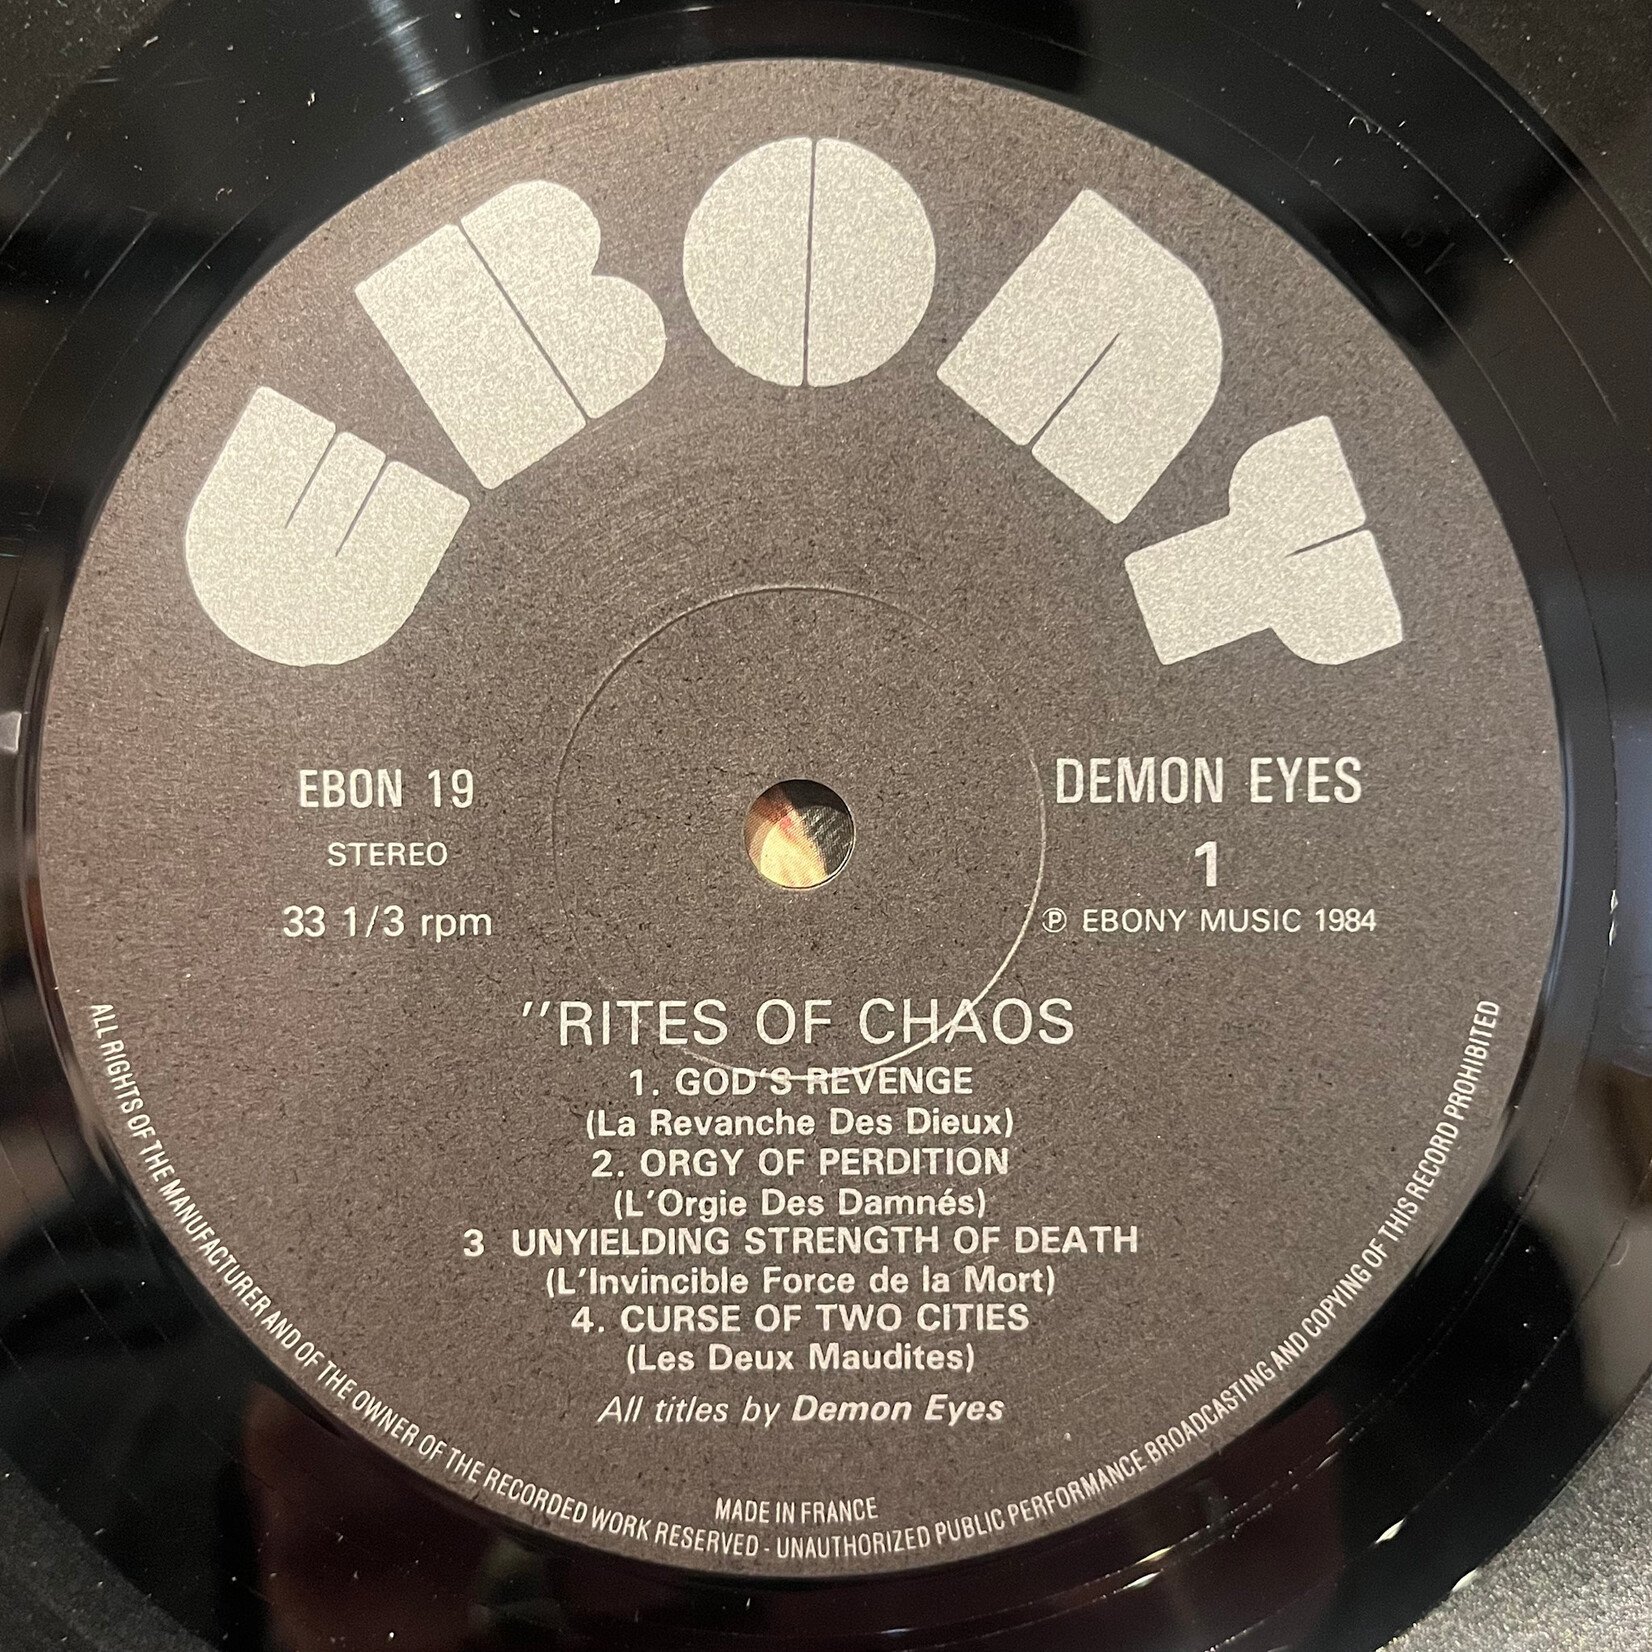 EBONY
EBON 19
STEREO
33 1/3 rpm
DEMON EYES
1
Ⓟ EBONY MUSIC 1984
"RITES OF CHAOS
1. GOD'S REVENGE
(La Revanche Des Dieux)
2. ORGY OF PERDITION
(L'Orgie Des Damnés)
3 UNYIELDING STRENGTH OF DEATH
(L'Invincible Force de la Mort)
4. CURSE OF TWO CITIES
(Les Deux Maudites)
All titles by Demon Eyes
MADE IN FRANCE
ALL RIGHTS OF THE MANUFACTURER AND OF THE OWNER OF THE RECORDED WORK RESERVED - UNAUTHORIZED PUBLIC PERFORMANCE BROADCASTING AND COPYING OF THIS RECORD PROHIBITED